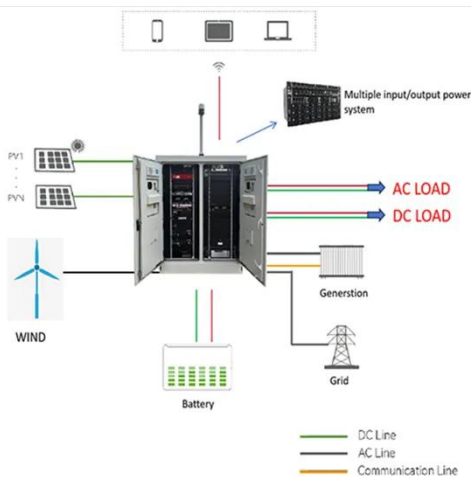 Multiple input/output power
system
PV1
PVN
AC LOAD
DC LOAD
WIND
Generstion
Grid
Battery
DC Line
AC Line
Communication Line